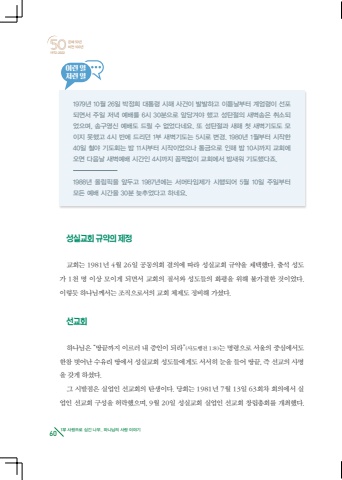 50
이런 일
저런 일
1979년 10월 26일 박정희 대통령 시해 사건이 발발하고 이튿날부터 계엄령이 선포
되면서 주일 저녁 예배를 6시 30분으로 앞당겨야 했고 성탄절의 새벽송은 취소되
었으며, 송구영신 예배도 드릴 수 없었다네요. 또 성탄절과 새해 첫 새벽기도도 모
이지 못했고 4시 반에 드리던 1부 새벽기도는 5시로 변경, 1980년 1월부터 시작한
40일 철야 기도회는 밤 11시부터 시작이었으나 통금으로 인해 밤 10시까지 교회에
오면 다음날 새벽예배 시간인 4시까지 꼼짝없이 교회에서 밤새워 기도했다죠.
1988년 올림픽을 앞두고 1987년에는 서머타임제가 시행되어 5월 10일 주일부터
모든 예배 시간을 30분 늦추었다고 하네요.
성실교회 규약의 제정
교회는 1981년 4월 26일 공동의회 결의에 따라 성실교회 규약을 채택했다. 출석 성도
가 1천 명 이상 모이게 되면서 교회의 질서와 성도들의 화평을 위해 불가결한 것이었다.
이렇듯 하나님께서는 조직으로서의 교회 체제도 정비해 가셨다.
선교회
하나님은 "땅끝까지 이르러 내 증인이 되라"(사도행전 1:8)는 명령으로 서울의 중심에서도
한참 벗어난 수유리 땅에서 성실교회 성도들에게도 서서히 눈을 들어 땅끝, 즉 선교의 사명
을 갖게 하셨다.
그 시발점은 실업인 선교회의 탄생이다. 당회는 1981년 7월 13일 63회차 회의에서 실
업인 선교회 구성을 허락했으며, 9월 20일 성실교회 실업인 선교회 창립총회를 개최했다.
60
1부 사랑으로 심긴 나무, 하나님의 사랑 이야기